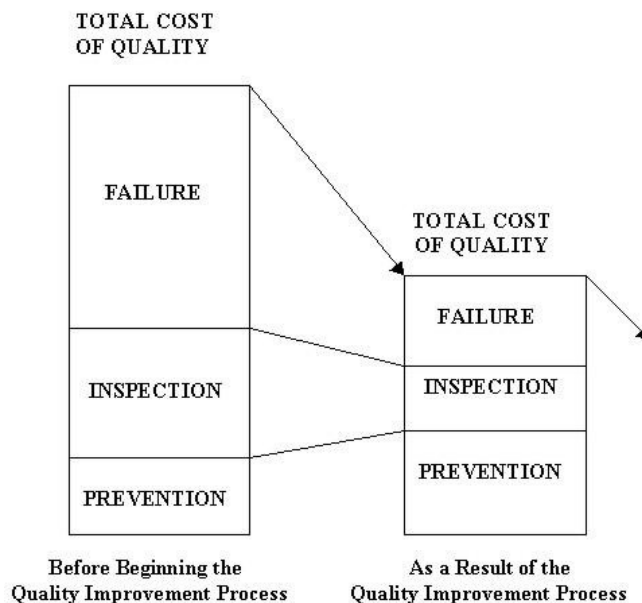 TOTAL COST
OF QUALITY
FAILURE
INSPECTION
PREVENTION
Before Beginning the
Quality Improvement Process
TOTAL COST
OF QUALITY
FAILURE
INSPECTION
PREVENTION
As a Result of the
Quality Improvement Process